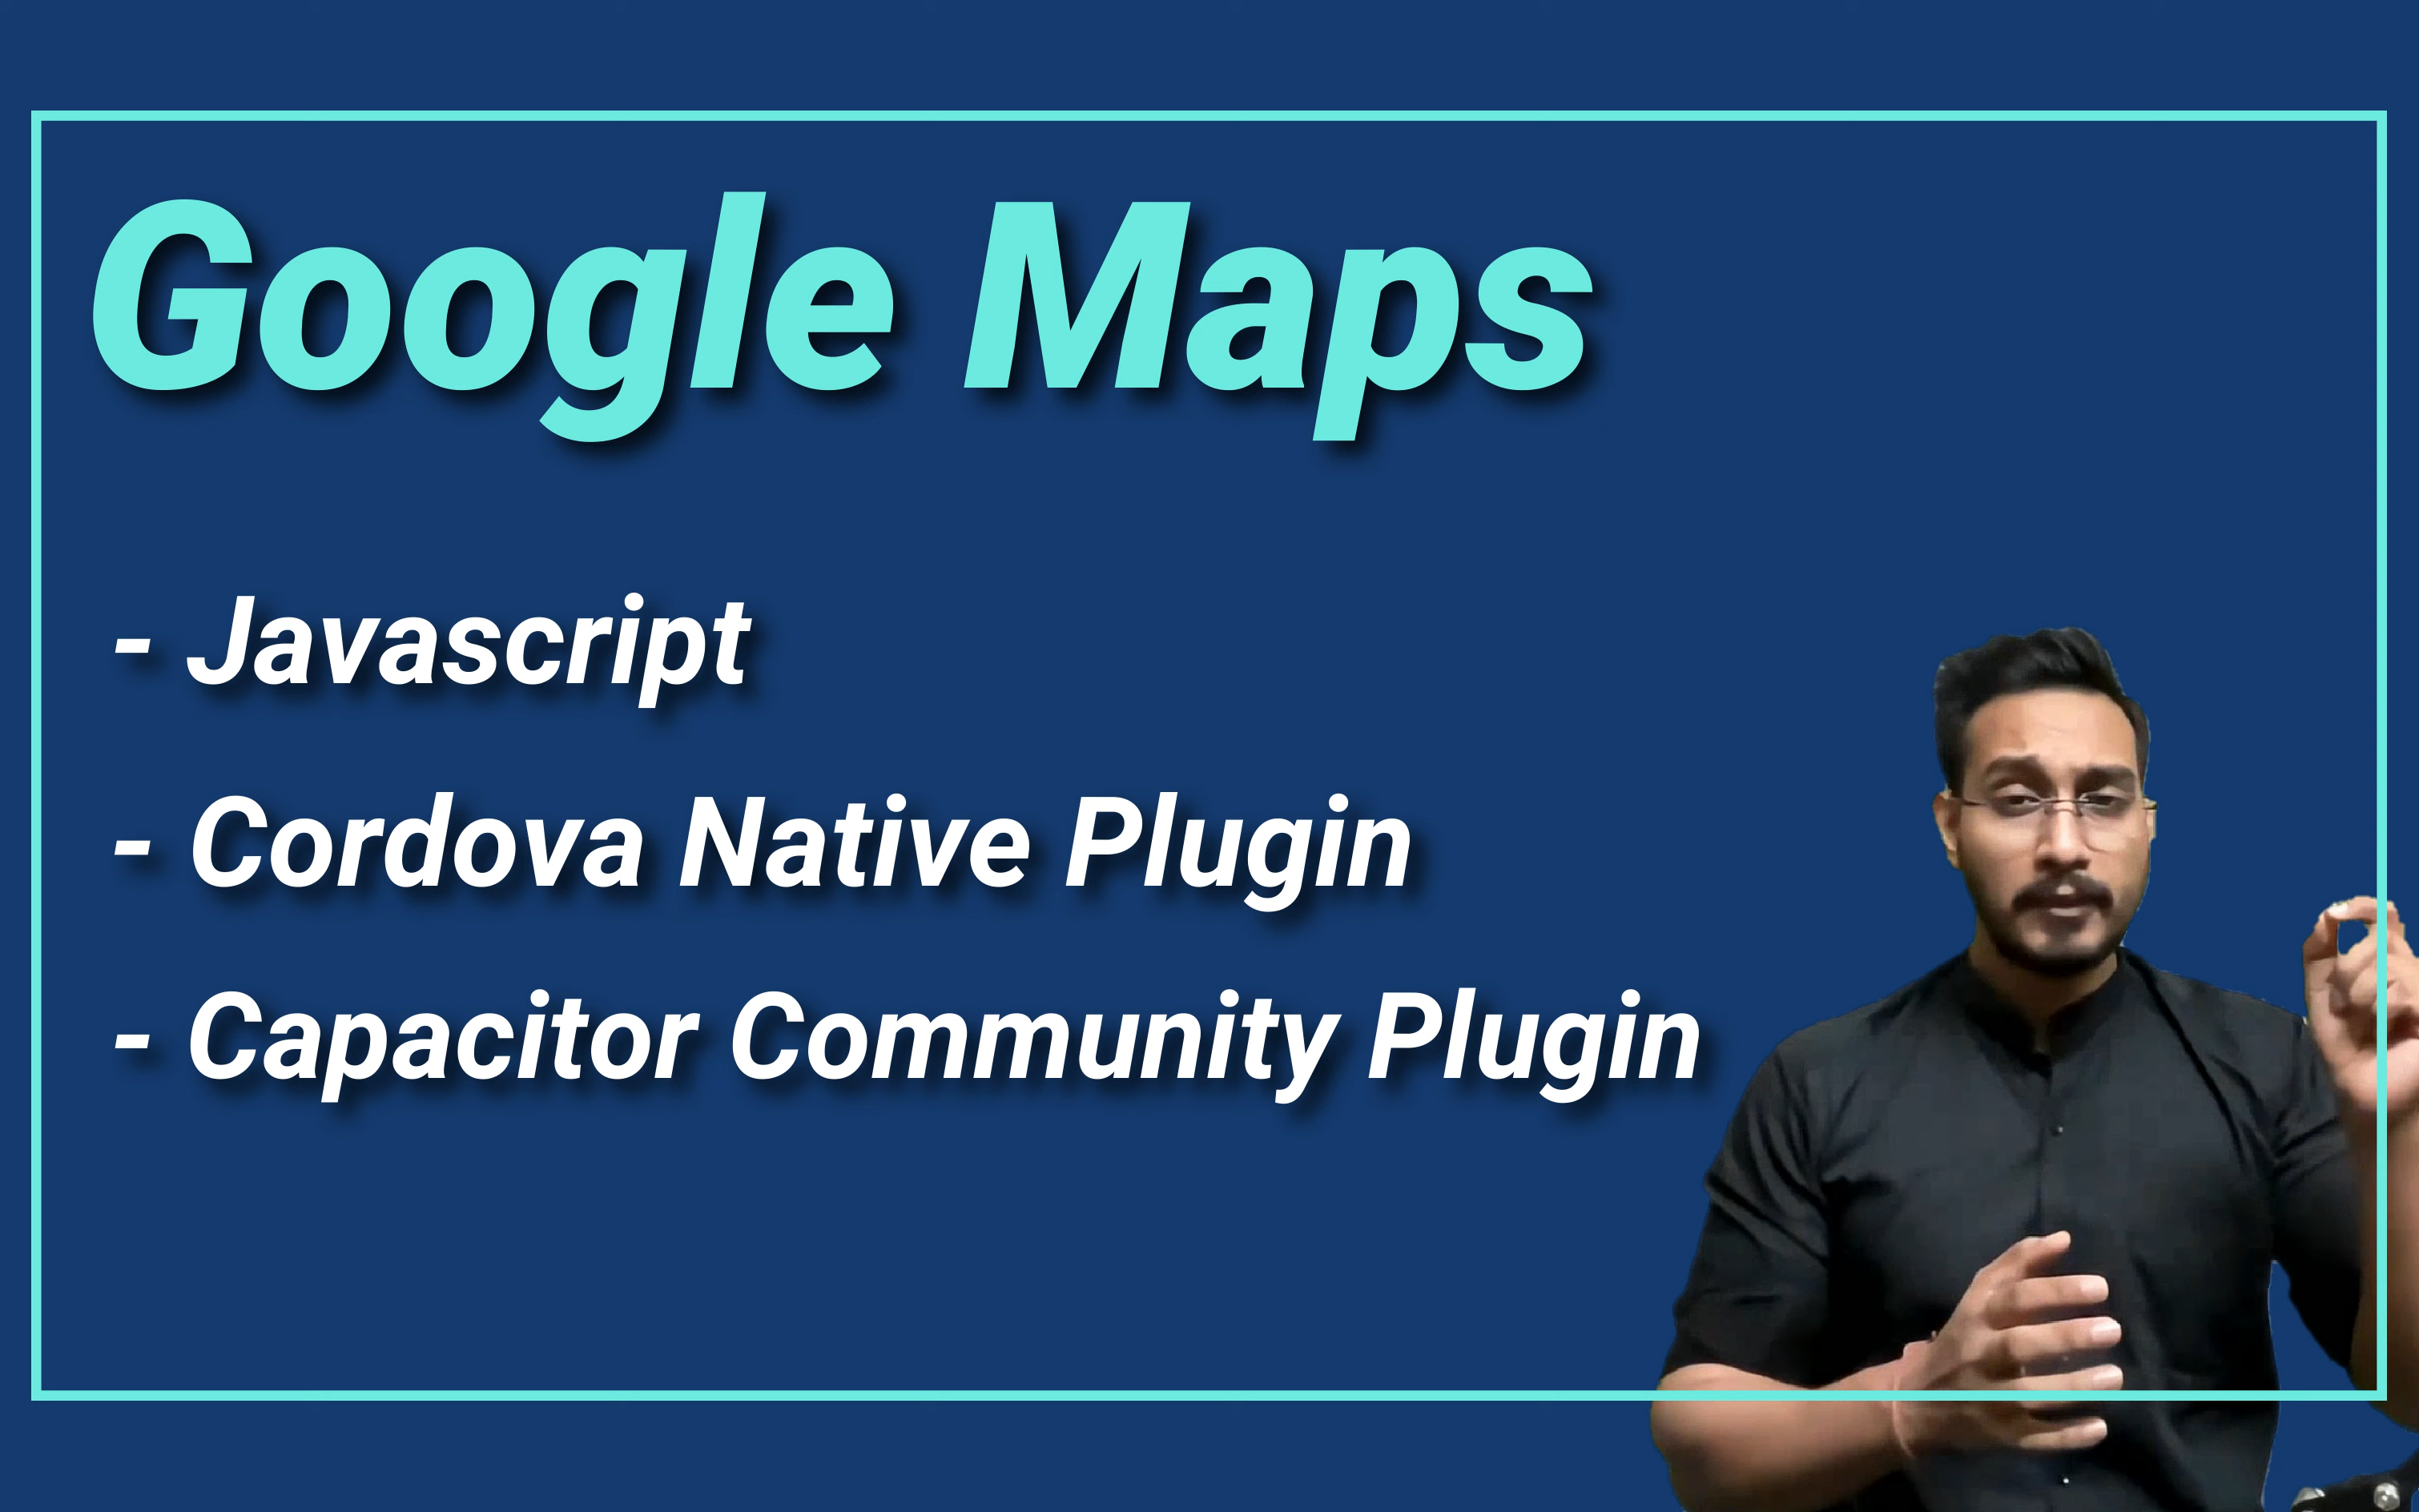 Google Maps
- Javascript
- Cordova Native Plugin
- Capacitor Community Plugin